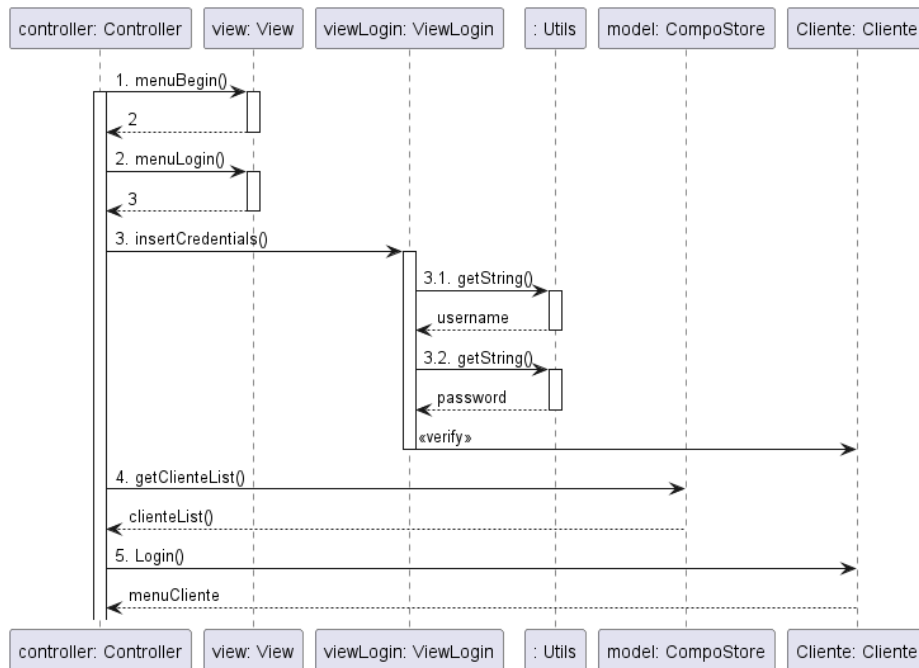 controller: Controller view: View viewLogin: ViewLogin : Utils model: CompoStore Cliente: Cliente
1. menuBegin()
2
2. menuLogin()
3
3. insertCredentials()
3.1. getString()
username
3.2. getString()
password
«verify»
4. getClienteList()
clienteList()
5. Login()
menuCliente
controller: Controller view: View viewLogin: ViewLogin : Utils model: CompoStore Cliente: Cliente